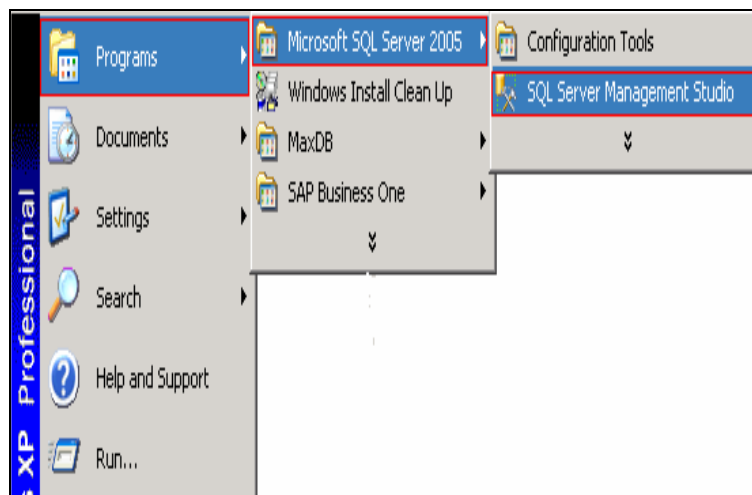 Programs
Documents
Settings
Search
Help and Support
Run...
Microsoft SQL Server 2005
Windows Install Clean Up
MaxDB
SAP Business One
Configuration Tools
SQL Server Management Studio
XP Professional